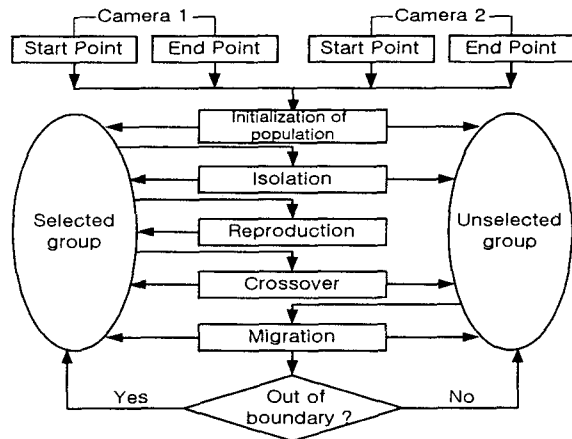 Camera 1 Camera 2
Start Point End Point Start Point End Point
Initialization of
population
Isolation
Selected
group
Unselected
group
Reproduction
Crossover
Migration
Yes
Out of
boundary ?
No